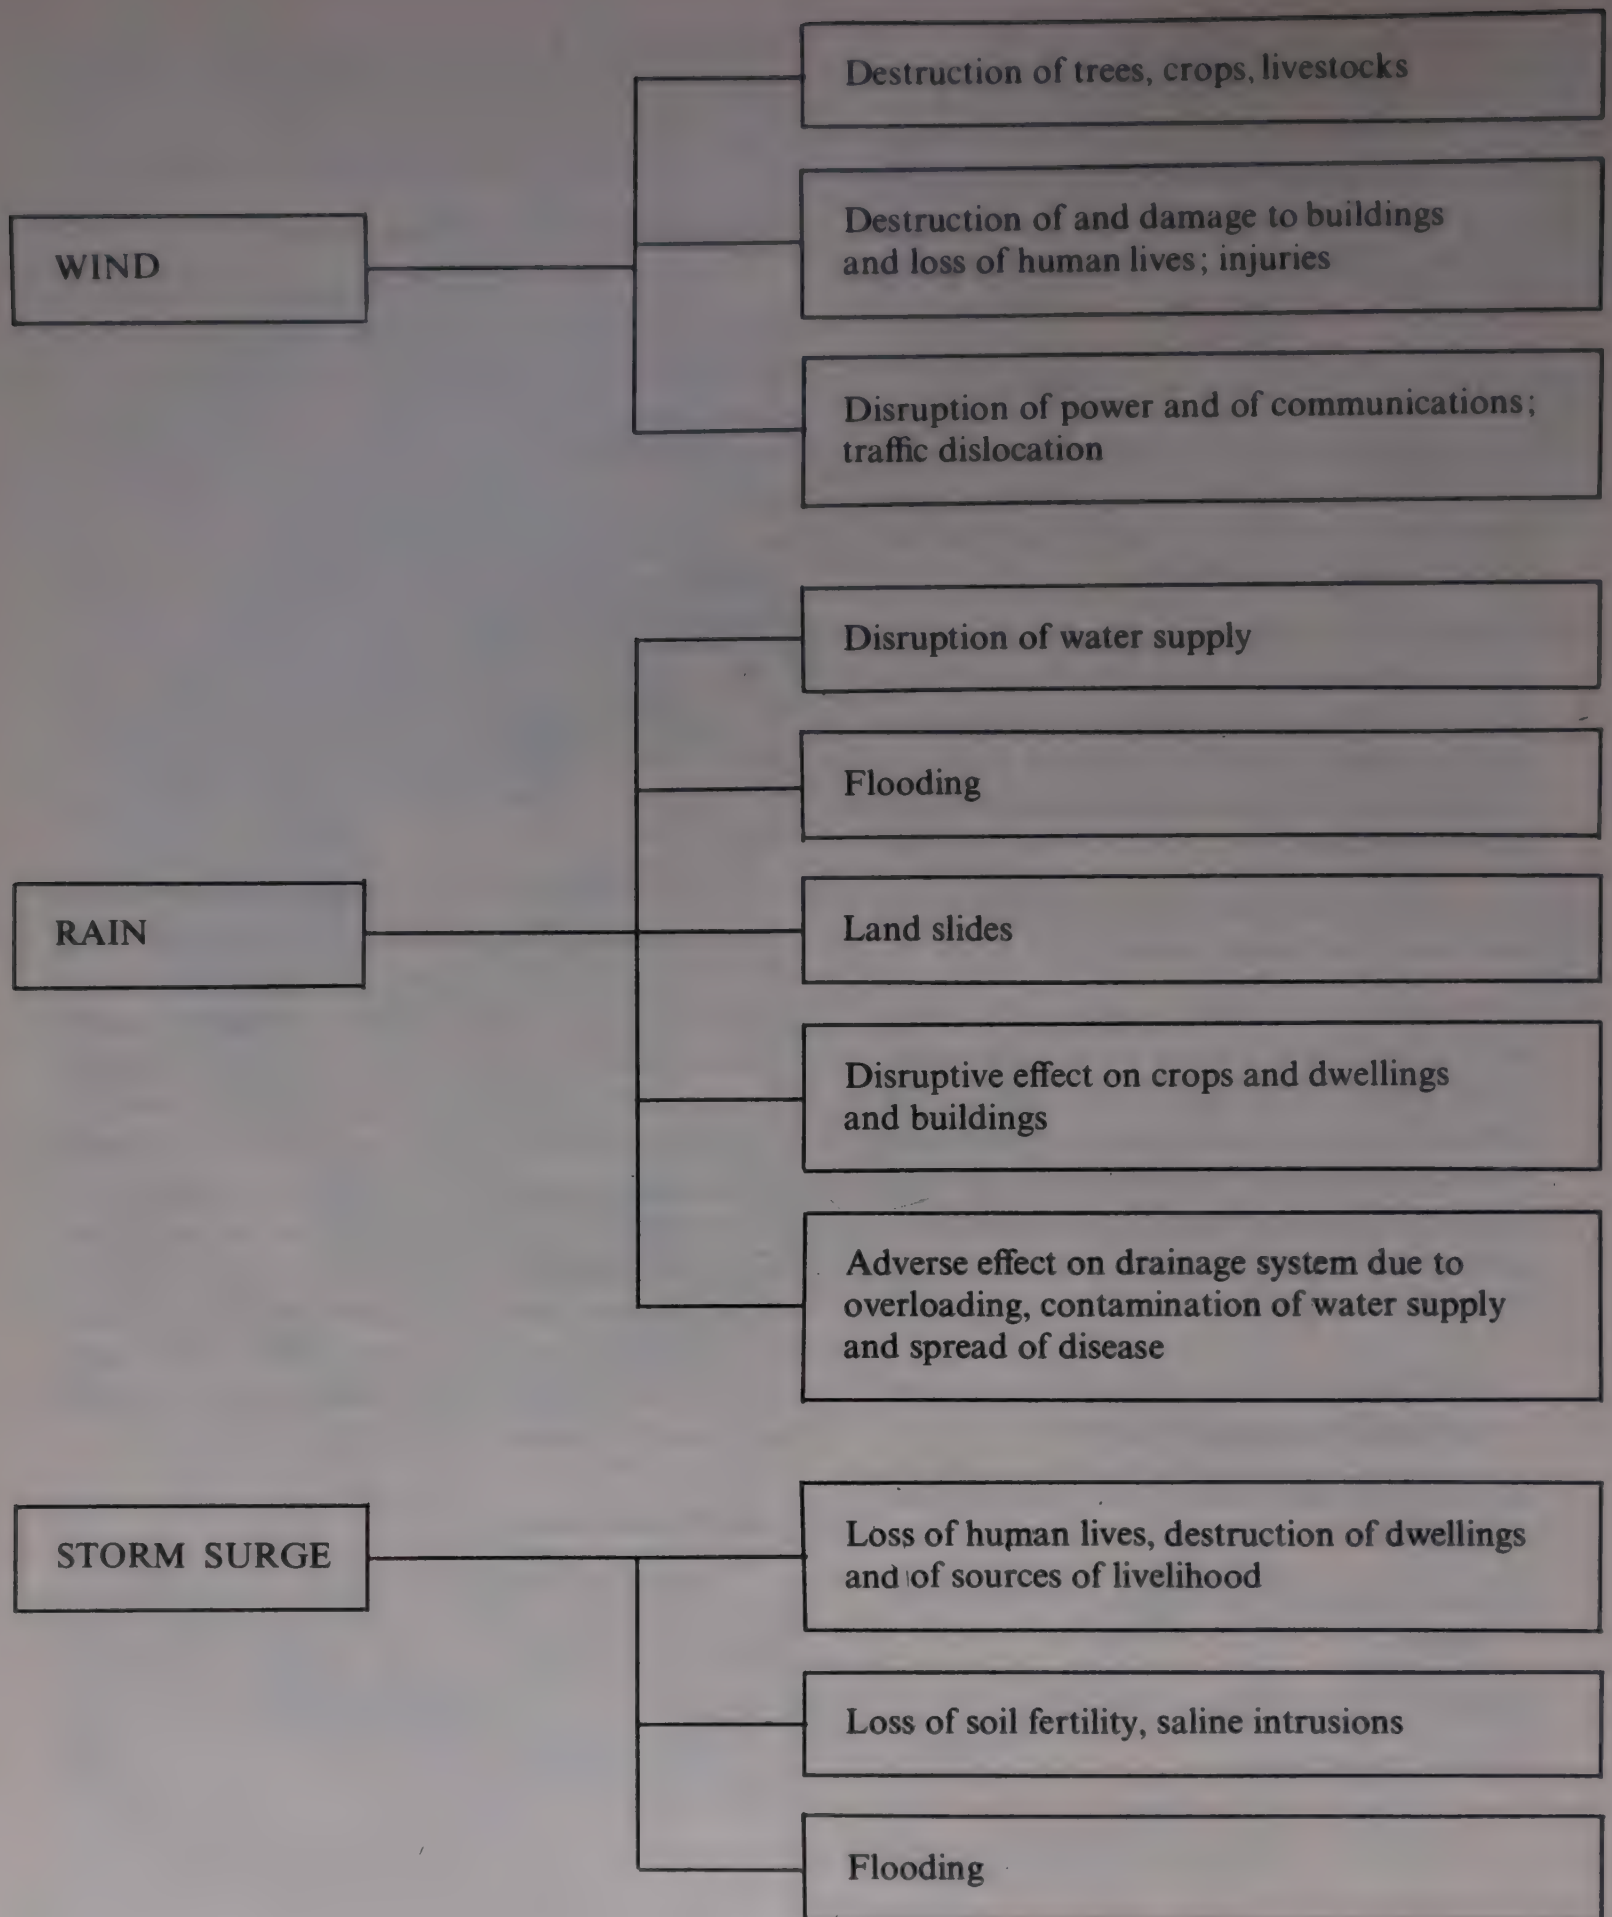 Destruction of trees, crops, livestocks
WIND
Destruction of and damage to buildings
and loss of human lives; injuries
Disruption of power and of communications;
traffic dislocation
Disruption of water supply
Flooding
RAIN
Land slides
Disruptive effect on crops and dwellings
and buildings
Adverse effect on drainage system due to
overloading, contamination of water supply
and spread of disease
STORM SURGE
Loss of human lives, destruction of dwellings
and of sources of livelihood
Loss of soil fertility, saline intrusions
Flooding